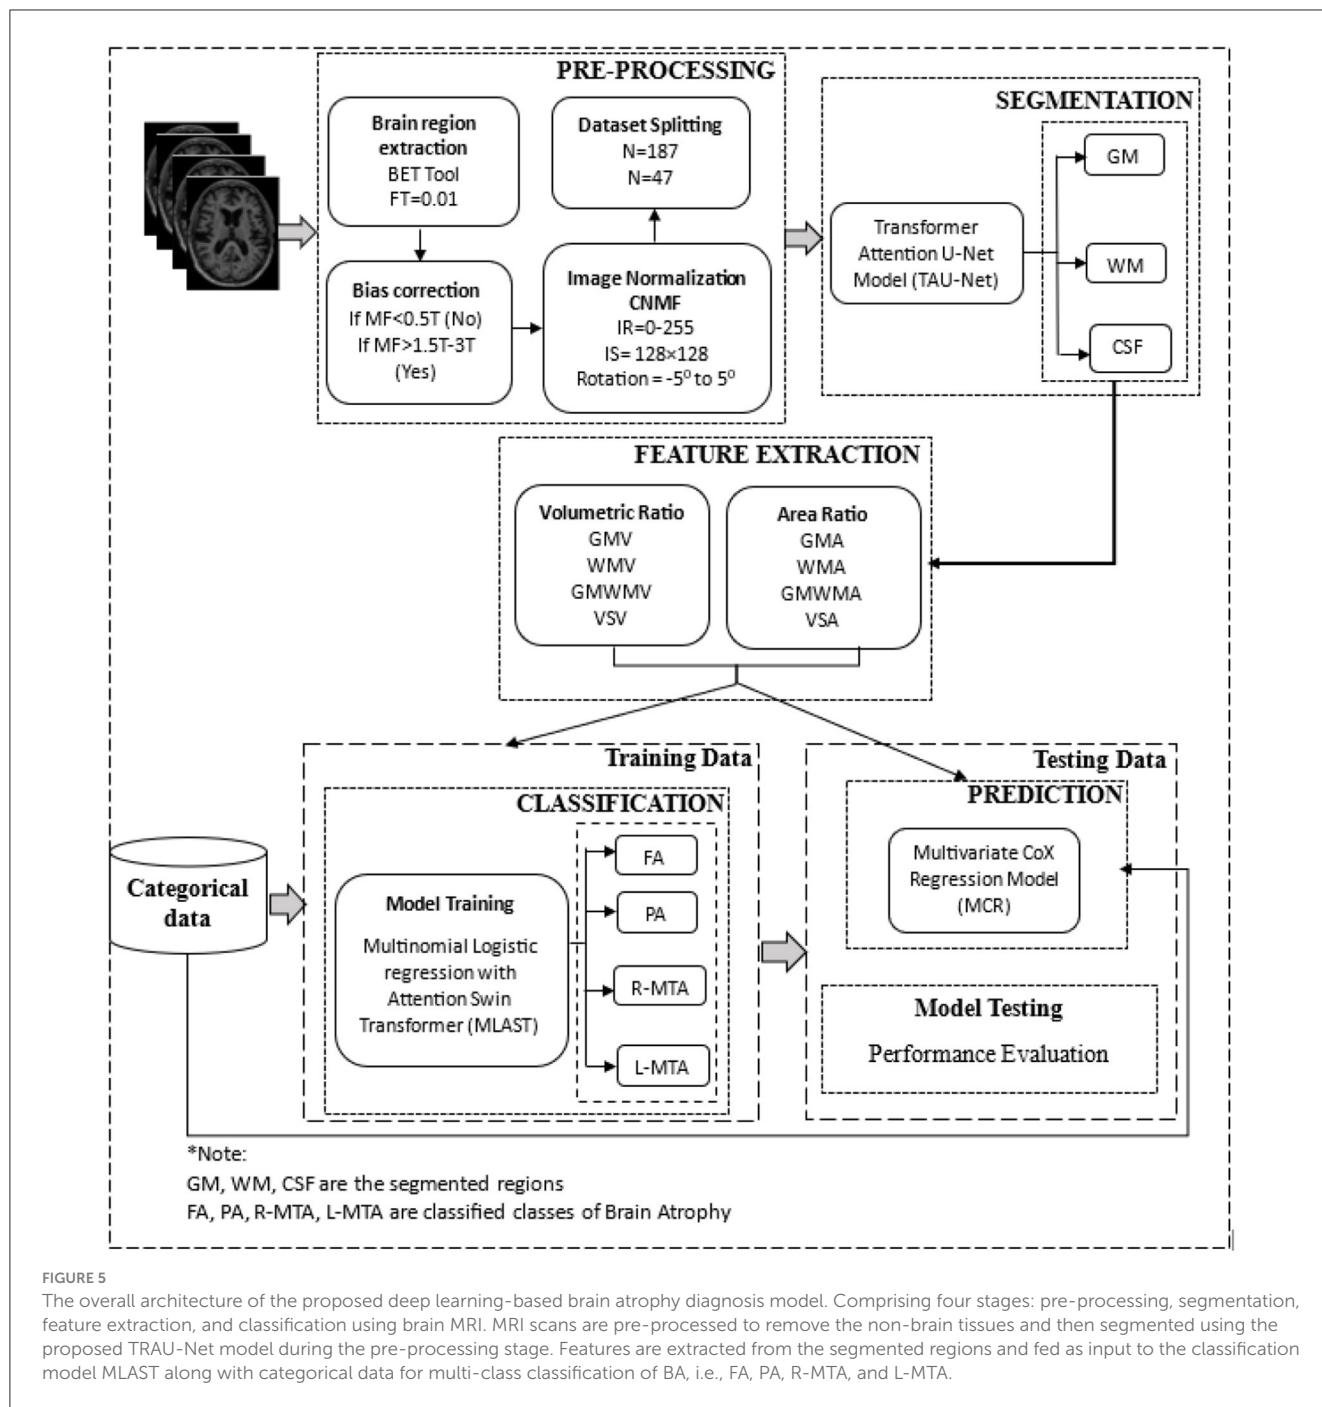 PRE-PROCESSING
Brain region
extraction
BET Tool
FT=0.01
Dataset Splitting
N=187
N=47
Bias correction
If MF<0.5T (No)
If MF>1.5T-3T
(Yes)
Image Normalization
CNMF
IR=0-255
IS= 128×128
Rotation = -5⁰ to 5⁰
SEGMENTATION
Transformer
Attention U-Net
Model (TAU-Net)
GM
WM
CSF
FEATURE EXTRACTION
Volumetric Ratio
GMV
WMV
GMWMV
VSV
Area Ratio
GMA
WMA
GMWMA
VSA
Categorical
data
Training Data
CLASSIFICATION
Model Training
Multinomial Logistic
regression with
Attention Swin
Transformer (MLAST)
FA
PA
R-MTA
L-MTA
Testing Data
PREDICTION
Multivariate CoX
Regression Model
(MCR)
Model Testing
Performance Evaluation
*Note:
GM, WM, CSF are the segmented regions
FA, PA, R-MTA, L-MTA are classified classes of Brain Atrophy
FIGURE 5
The overall architecture of the proposed deep learning-based brain atrophy diagnosis model. Comprising four stages: pre-processing, segmentation,
feature extraction, and classification using brain MRI. MRI scans are pre-processed to remove the non-brain tissues and then segmented using the
proposed TRAU-Net model during the pre-processing stage. Features are extracted from the segmented regions and fed as input to the classification
model MLAST along with categorical data for multi-class classification of BA, i.e., FA, PA, R-MTA, and L-MTA.